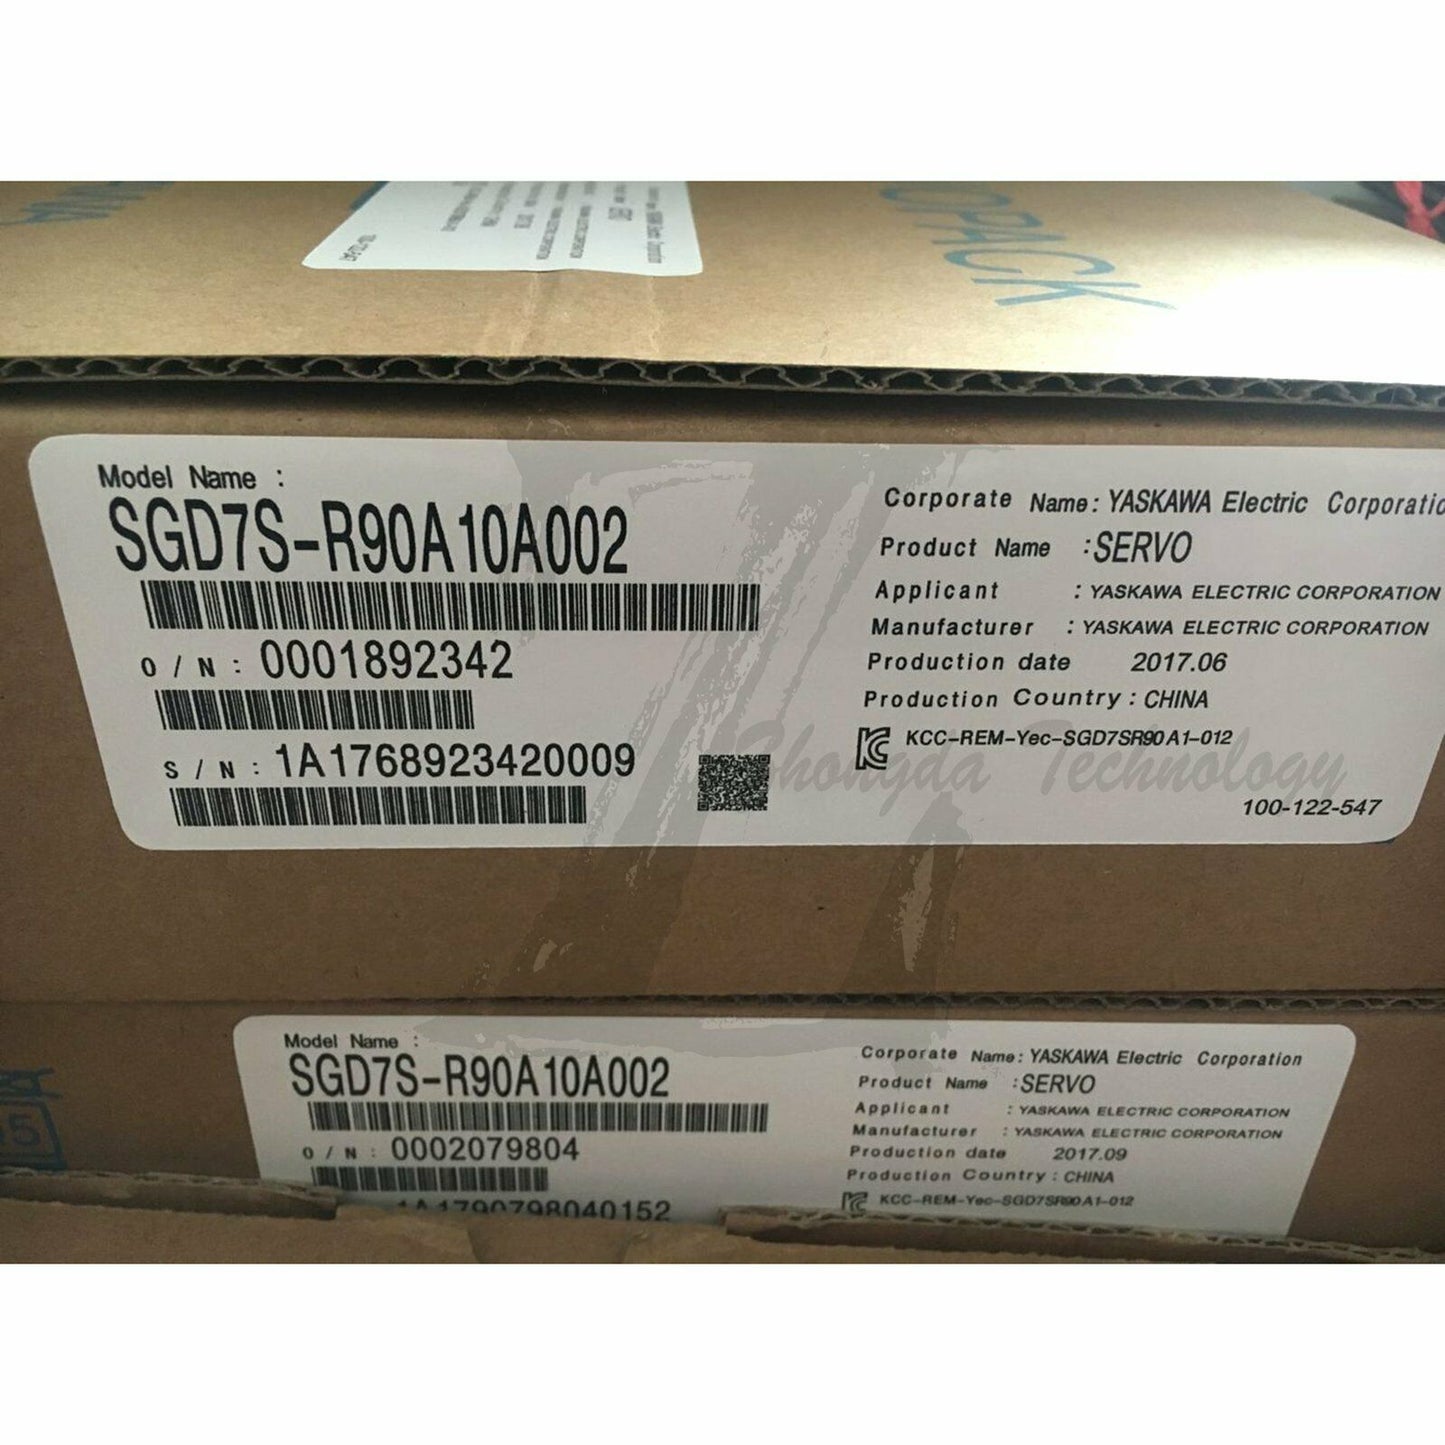 OPACK
Model Name :
SGD7S-R90A10A002
O / N : 0001892342
S / N : 1A1768923420009
Corporate Name: YASKAWA Electric Corporatio
Product Name :SERVO
Applicant : YASKAWA ELECTRIC CORPORATION
Manufacturer : YASKAWA ELECTRIC CORPORATION
Production date 2017.06
Production Country : CHINA
KCC-REM-Yec-SGD7SR90A1-012
Zhongda Technology
100-122-547
Model Name :
SGD7S-R90A10A002
O / N : 0002079804
1A1790798040152
Corporate Name: YASKAWA Electric Corporation
Product Name :SERVO
Applicant : YASKAWA ELECTRIC CORPORATION
Manufacturer : YASKAWA ELECTRIC CORPORATION
Production date 2017.09
Production Country : CHINA
KCC-REM-Yec-SGD7SR90A1-012